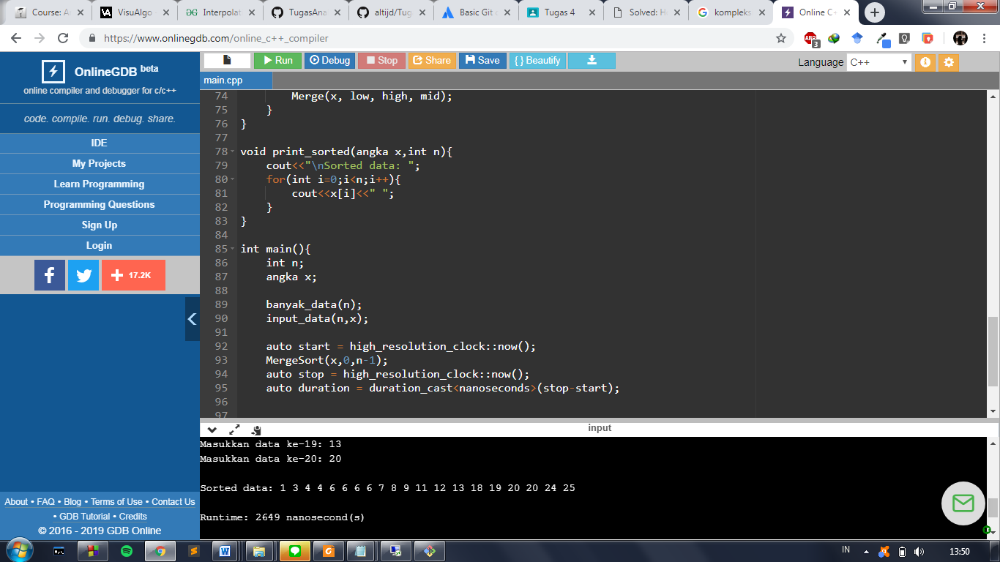 Course: A
VisuAlgo
Interpolat
TugasAna
altijd/Tug
Basic Git
Tugas 4
Solved: H
kompleks
Online C+
https://www.onlinegdb.com/online_c++_compiler
ABP
3
OnlineGDB beta
online compiler and debugger for c/c++
code. compile. run. debug. share.
IDE
My Projects
Learn Programming
Programming Questions
Sign Up
Login
17.2K
About • FAQ • Blog • Terms of Use • Contact Us
• GDB Tutorial • Credits
© 2016 - 2019 GDB Online
Run Debug Stop Share Save { } Beautify
Language C++
main.cpp
74 Merge(x, low, high, mid);
75 }
76 }
77
78 void print_sorted(angka x,int n){
79 cout<<"\nSorted data: ";
80 for(int i=0;i<n;i++){
81 cout<<x[i]<<" ";
82 }
83 }
84
85 int main(){
86 int n;
87 angka x;
88
89 banyak_data(n);
90 input_data(n,x);
91
92 auto start = high_resolution_clock::now();
93 MergeSort(x,0,n-1);
94 auto stop = high_resolution_clock::now();
95 auto duration = duration_cast<nanoseconds>(stop-start);
96
97
input
Masukkan data ke-19: 13
Masukkan data ke-20: 20
Sorted data: 1 3 4 4 6 6 6 6 7 8 9 11 12 13 18 19 20 20 24 25
Runtime: 2649 nanosecond(s)
IN
13:50